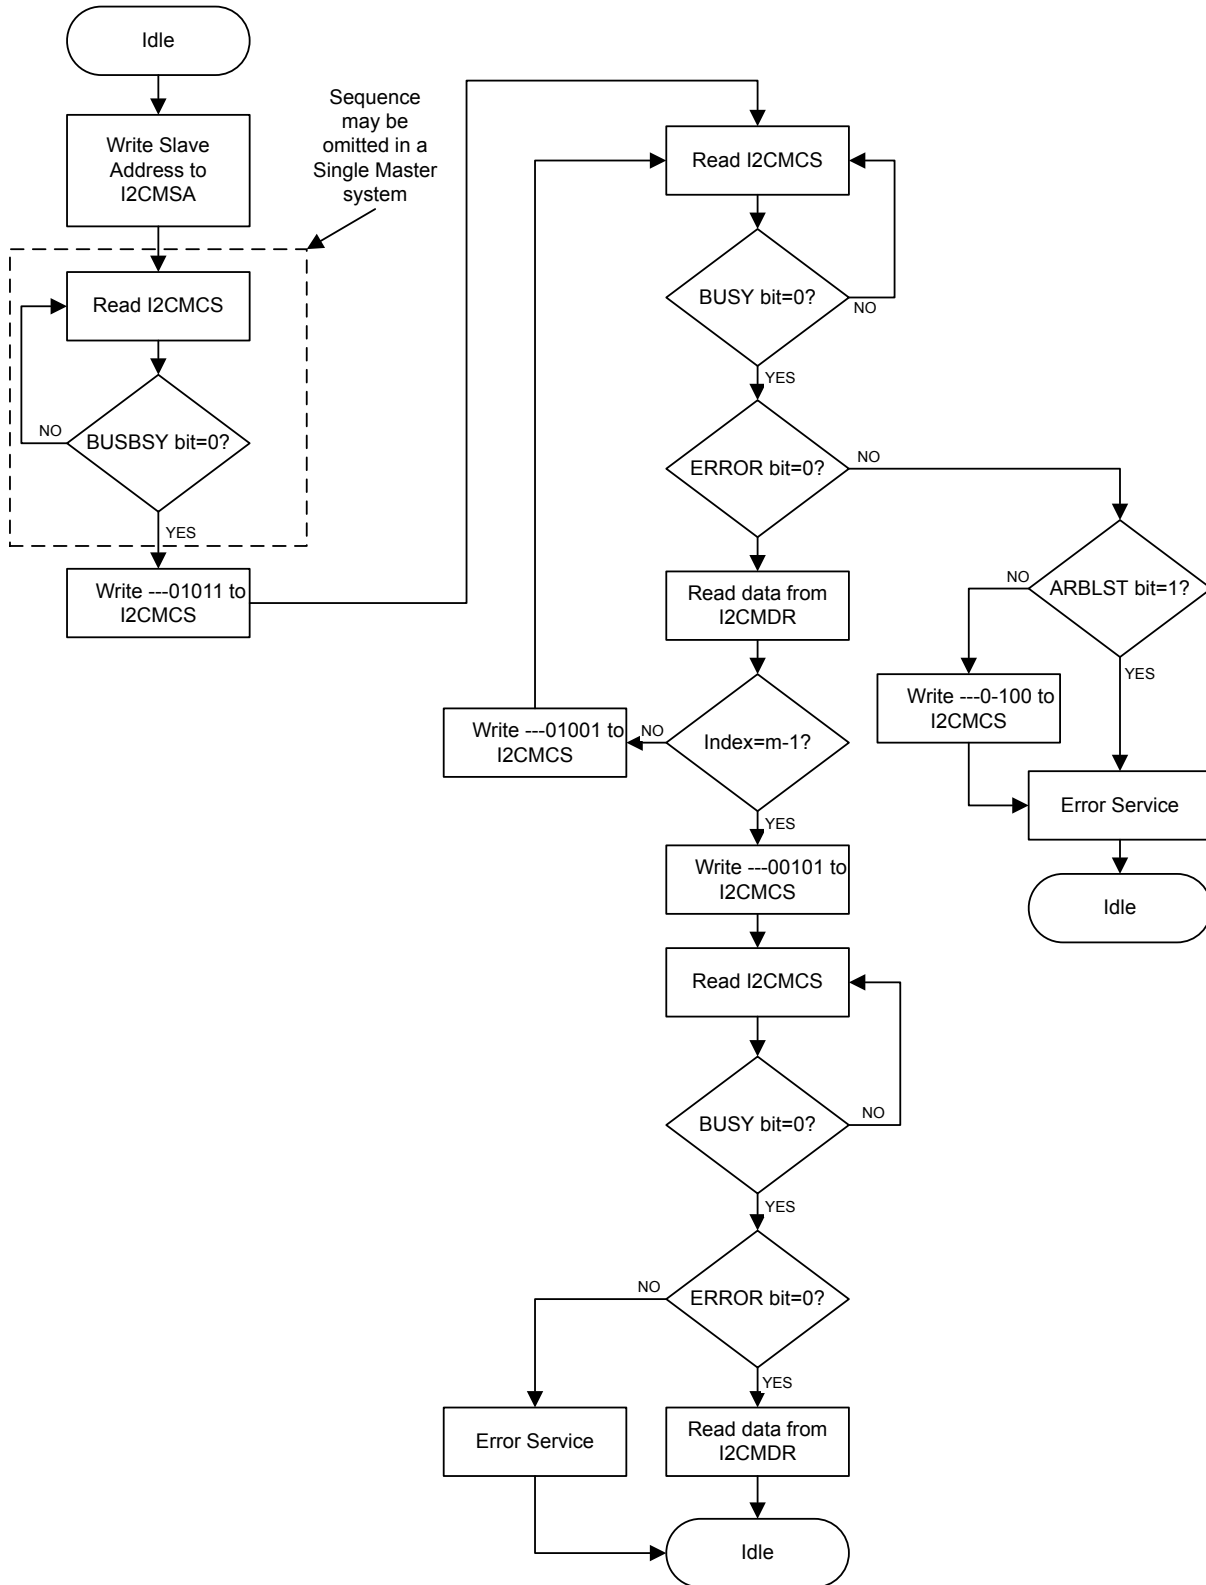 Idle
Write Slave
Address to
I2CMSA
Sequence
may be
omitted in a
Single Master
system
Read I2CMCS
BUSBSY bit=0?
NO
YES
Write ---01011 to
I2CMCS
Read I2CMCS
BUSY bit=0?
NO
YES
ERROR bit=0?
NO
YES
Read data from
I2CMDR
ARBLST bit=1?
NO
YES
Write ---0-100 to
I2CMCS
Error Service
Idle
Index=m-1?
NO
Write ---01001 to
I2CMCS
YES
Write ---00101 to
I2CMCS
Read I2CMCS
BUSY bit=0?
NO
YES
ERROR bit=0?
NO
YES
Error Service
Read data from
I2CMDR
Idle